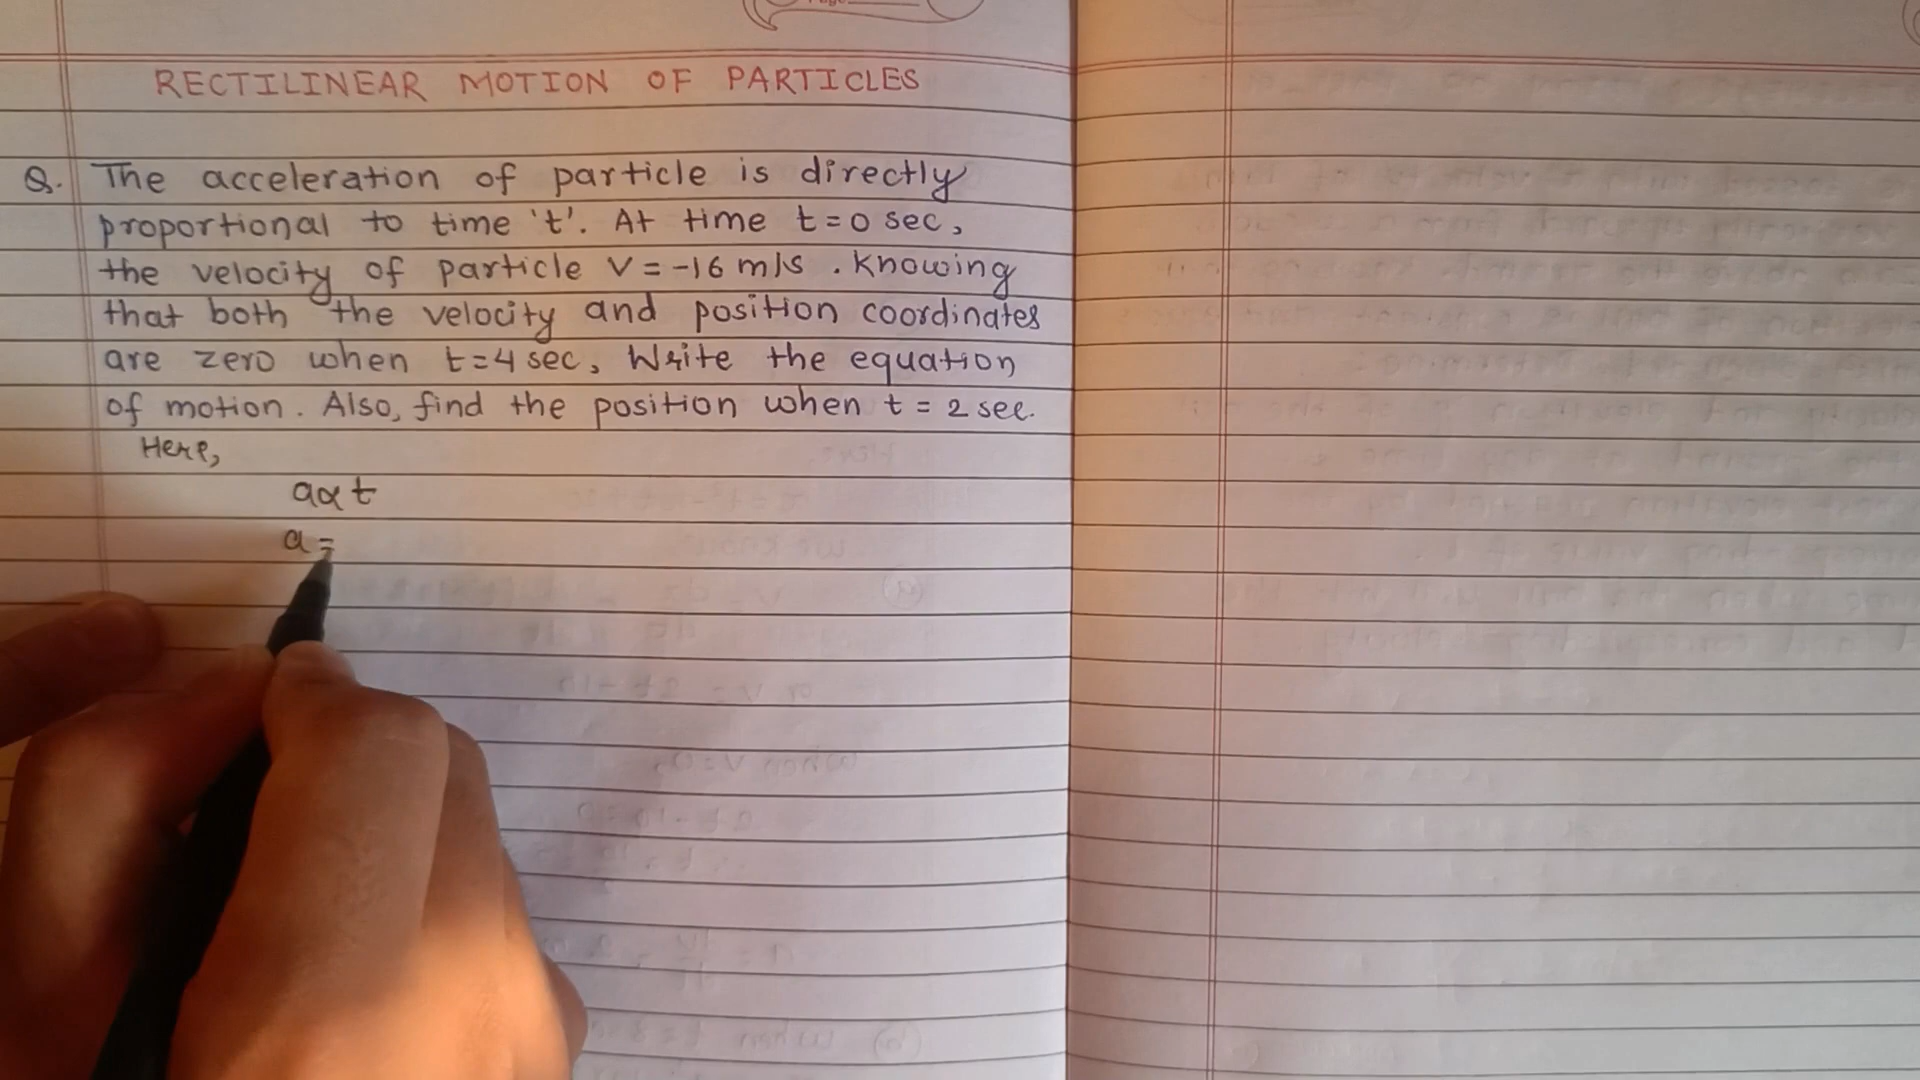 RECTILINEAR MOTION OF PARTICLES
Q. The acceleration of particle is directly
proportional to time 't'. At time t=0 sec,
the velocity of particle v = -16 m/s . Knowing
that both the velocity and position coordinates
are zero when t=4 sec, Write the equation
of motion. Also, find the position when t = 2 sec.
Here,
a α t
a =